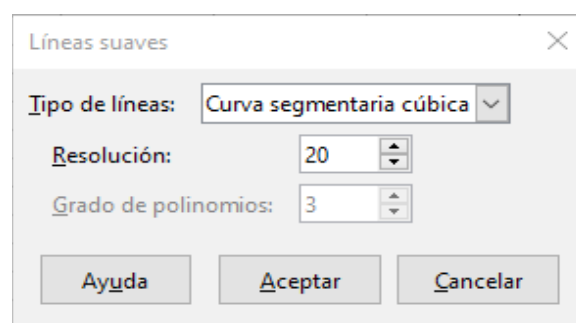 Líneas suaves
Tipo de líneas: Curva segmentaria cúbica
Resolución: 20
Grado de polinomios: 3
Ayuda Aceptar Cancelar